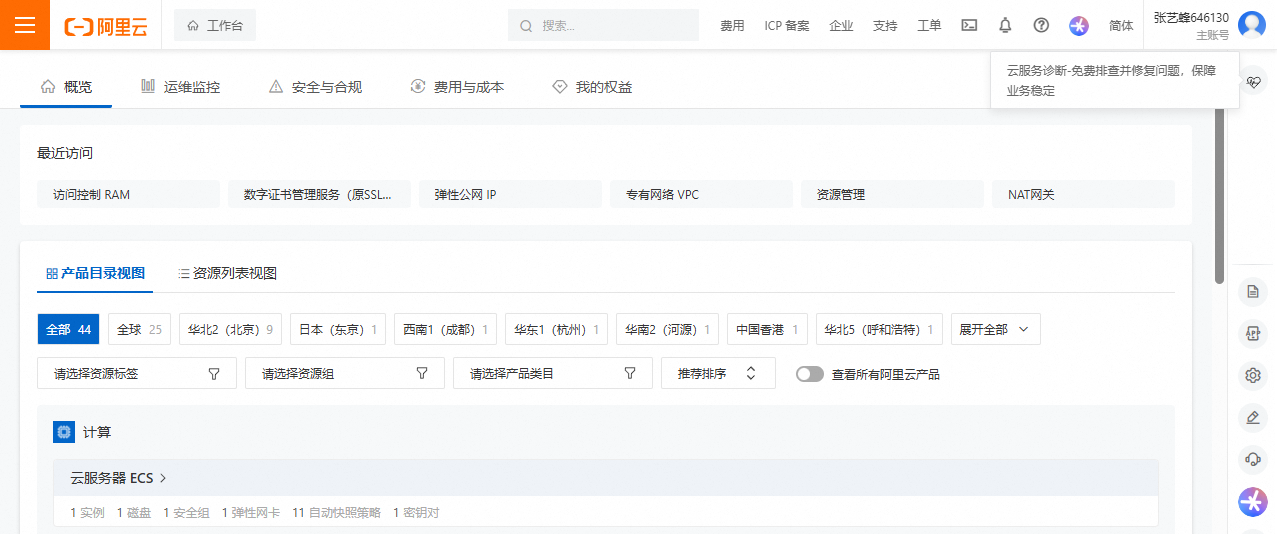 阿里云
工作台
搜索...
费用
ICP 备案
企业
支持
工单
简体
张艺蜂646130
主账号
云服务诊断-免费排查并修复问题，保障
业务稳定
概览
运维监控
安全与合规
费用与成本
我的权益
最近访问
访问控制 RAM
数字证书管理服务（原SSL...
弹性公网 IP
专有网络 VPC
资源管理
NAT网关
产品目录视图
资源列表视图
全部 44
全球 25
华北2（北京）9
日本（东京）1
西南1（成都）1
华东1（杭州）1
华南2（河源）1
中国香港 1
华北5（呼和浩特）1
展开全部
请选择资源标签
请选择资源组
请选择产品类目
推荐排序
查看所有阿里云产品
计算
云服务器 ECS
1 实例
1 磁盘
1 安全组
1 弹性网卡
11 自动快照策略
1 密钥对
APP